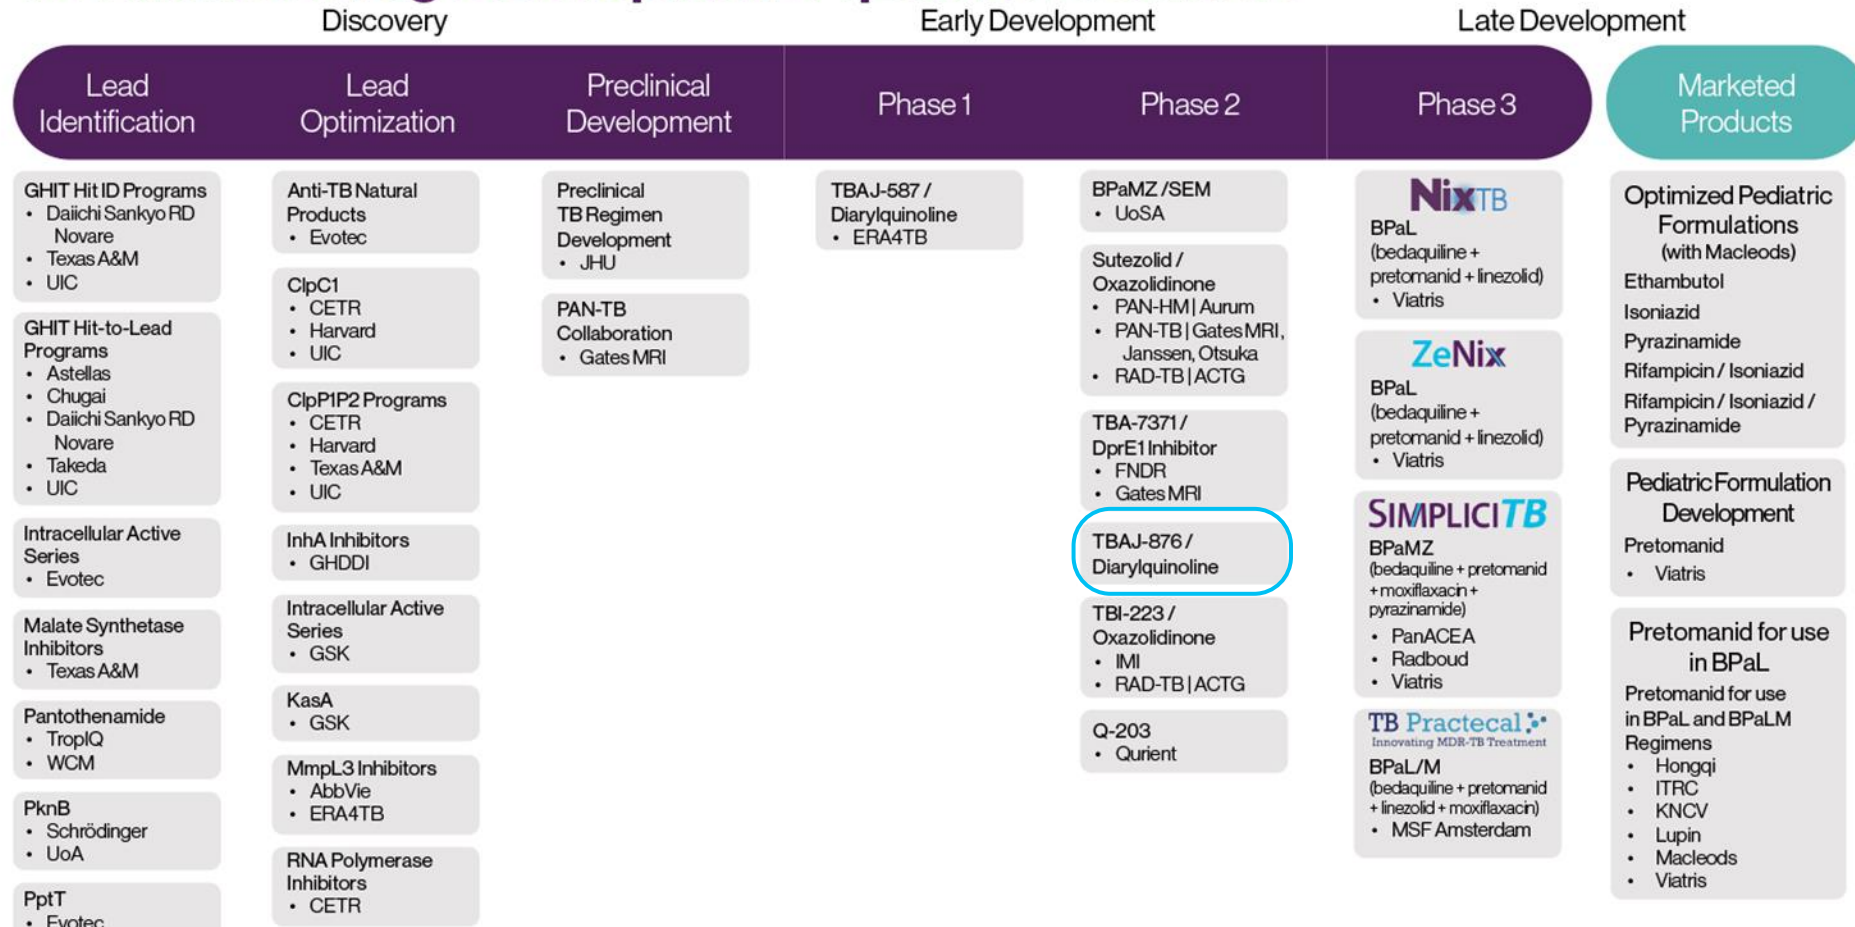 Discovery
Early Development
Late Development
Lead
Identification
Lead
Optimization
Preclinical
Development
Phase 1
Phase 2
Phase 3
Marketed
Products
GHIT Hit ID Programs
• Daiichi Sankyo RD
Novare
• Texas A&M
• UIC
GHIT Hit-to-Lead
Programs
• Astellas
• Chugai
• Daiichi Sankyo RD
Novare
• Takeda
• UIC
Intracellular Active
Series
• Evotec
Malate Synthetase
Inhibitors
• Texas A&M
Pantothenamide
• TropIQ
• WCM
PknB
• Schrödinger
• UoA
PptT
• Evotec
Anti-TB Natural
Products
• Evotec
ClpC1
• CETR
• Harvard
• UIC
ClpP1P2 Programs
• CETR
• Harvard
• Texas A&M
• UIC
InhA Inhibitors
• GHDDI
Intracellular Active
Series
• GSK
KasA
• GSK
MmpL3 Inhibitors
• AbbVie
• ERA4TB
RNA Polymerase
Inhibitors
• CETR
Preclinical
TB Regimen
Development
• JHU
PAN-TB
Collaboration
• Gates MRI
TBAJ-587 /
Diarylquinoline
• ERA4TB
BPaMZ /SEM
• UoSA
Sutezolid /
Oxazolidinone
• PAN-HM | Aurum
• PAN-TB | Gates MRI,
Janssen, Otsuka
• RAD-TB | ACTG
TBA-7371 /
DprE1 Inhibitor
• FNDR
• Gates MRI
TBAJ-876 /
Diarylquinoline
TBI-223 /
Oxazolidinone
• IMI
• RAD-TB | ACTG
Q-203
• Qurient
NixTB
BPaL
(bedaquiline +
pretomanid + linezolid)
• Viatris
ZeNix
BPaL
(bedaquiline +
pretomanid + linezolid)
• Viatris
SIMPLICITB
BPaMZ
(bedaquiline + pretomanid
+ moxiflaxacin +
pyrazinamide)
• PanACEA
• Radboud
• Viatris
TB Practecal
Innovating MDR-TB Treatment
BPaL/M
(bedaquiline + pretomanid
+ linezolid + moxiflaxacin)
• MSF Amsterdam
Optimized Pediatric
Formulations
(with Macleods)
Ethambutol
Isoniazid
Pyrazinamide
Rifampicin / Isoniazid
Rifampicin / Isoniazid /
Pyrazinamide
Pediatric Formulation
Development
Pretomanid
• Viatris
Pretomanid for use
in BPaL
Pretomanid for use
in BPaL and BPaLM
Regimens
• Hongqi
• ITRC
• KNCV
• Lupin
• Macleods
• Viatris